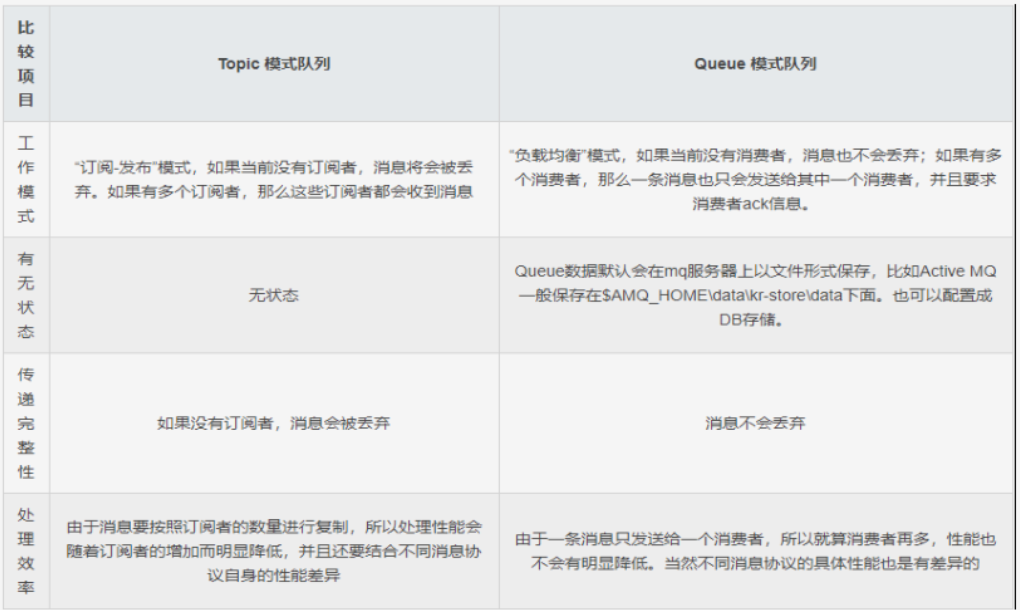 比较项目
Topic 模式队列
Queue 模式队列
工作模式
“订阅-发布”模式，如果当前没有订阅者，消息将会被丢
弃。如果有多个订阅者，那么这些订阅者都会收到消息
“负载均衡”模式，如果当前没有消费者，消息也不会丢弃；如果有多
个消费者，那么一条消息也只会发送给其中一个消费者，并且要求
消费者ack信息。
有无状态
无状态
Queue数据默认会在mq服务器上以文件形式保存，比如Active MQ
一般保存在$AMQ_HOME\data\kr-store\data下面。也可以配置成
DB存储。
传递完整性
如果没有订阅者，消息会被丢弃
消息不会丢弃
处理效率
由于消息要按照订阅者的数量进行复制，所以处理性能会
随着订阅者的增加而明显降低，并且还要结合不同消息协
议自身的性能差异
由于一条消息只发送给一个消费者，所以就算消费者再多，性能也
不会有明显降低。当然不同消息协议的具体性能也是有差异的